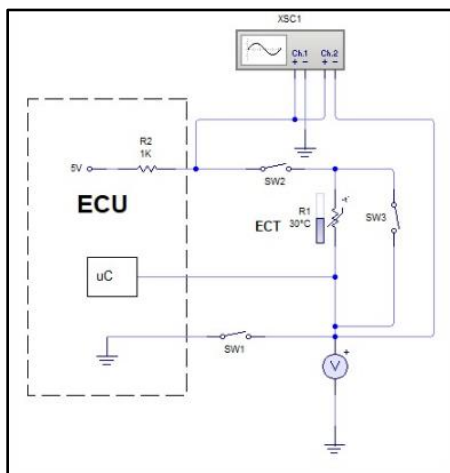 XSC1
Ch.1 Ch.2
+ − + −
R2
1K
5V
SW2
ECU
ECT
R1
30°C
SW3
uC
SW1
+
V